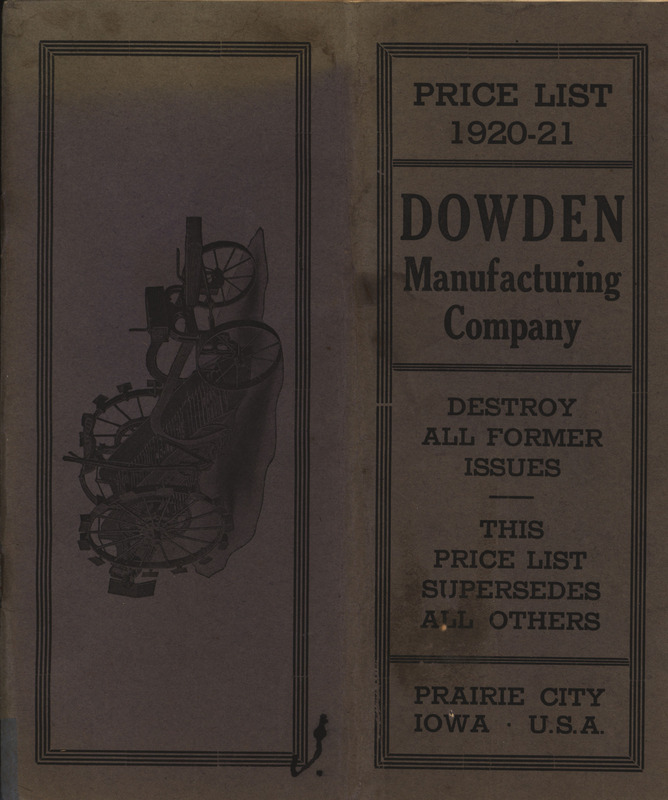 PRICE LIST
1920-21
DOWDEN
Manufacturing
Company
DESTROY
ALL FORMER
ISSUES
THIS
PRICE LIST
SUPERSEDES
ALL OTHERS
PRAIRIE CITY
IOWA · U.S.A.